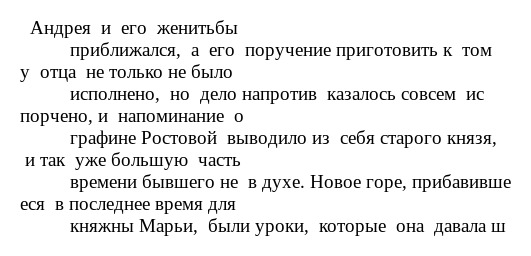 Андрея и его женитьбы
приближался, а его поручение приготовить к том
у отца не только не было
исполнено, но дело напротив казалось совсем ис
порчено, и напоминание о
графине Ростовой выводило из себя старого князя,
и так уже большую часть
времени бывшего не в духе. Новое горе, прибавивше
еся в последнее время для
княжны Марьи, были уроки, которые она давала ш